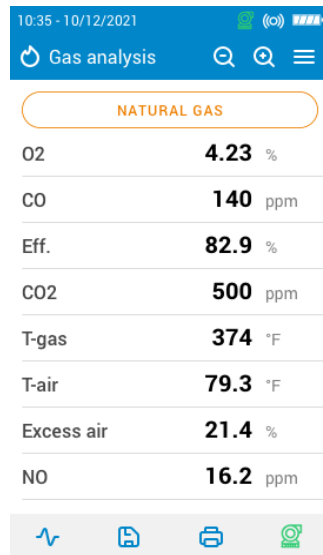 10:35 - 10/12/2021
Gas analysis
NATURAL GAS
O2 4.23 %
CO 140 ppm
Eff. 82.9 %
CO2 500 ppm
T-gas 374 °F
T-air 79.3 °F
Excess air 21.4 %
NO 16.2 ppm